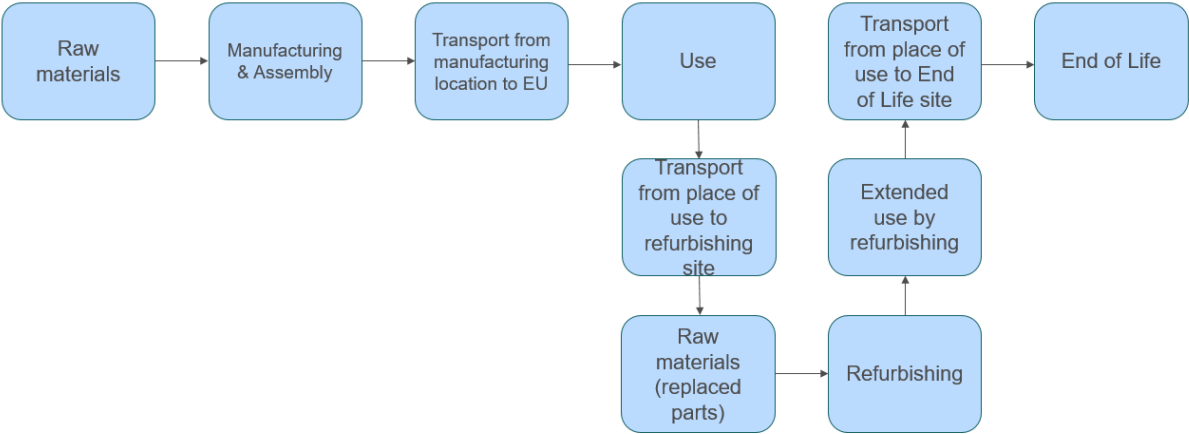 Raw
materials
Manufacturing
& Assembly
Transport from
manufacturing
location to EU
Use
Transport
from place of
use to
refurbishing
site
Raw
materials
(replaced
parts)
Refurbishing
Extended
use by
refurbishing
Transport
from place of
use to End
of Life site
End of Life